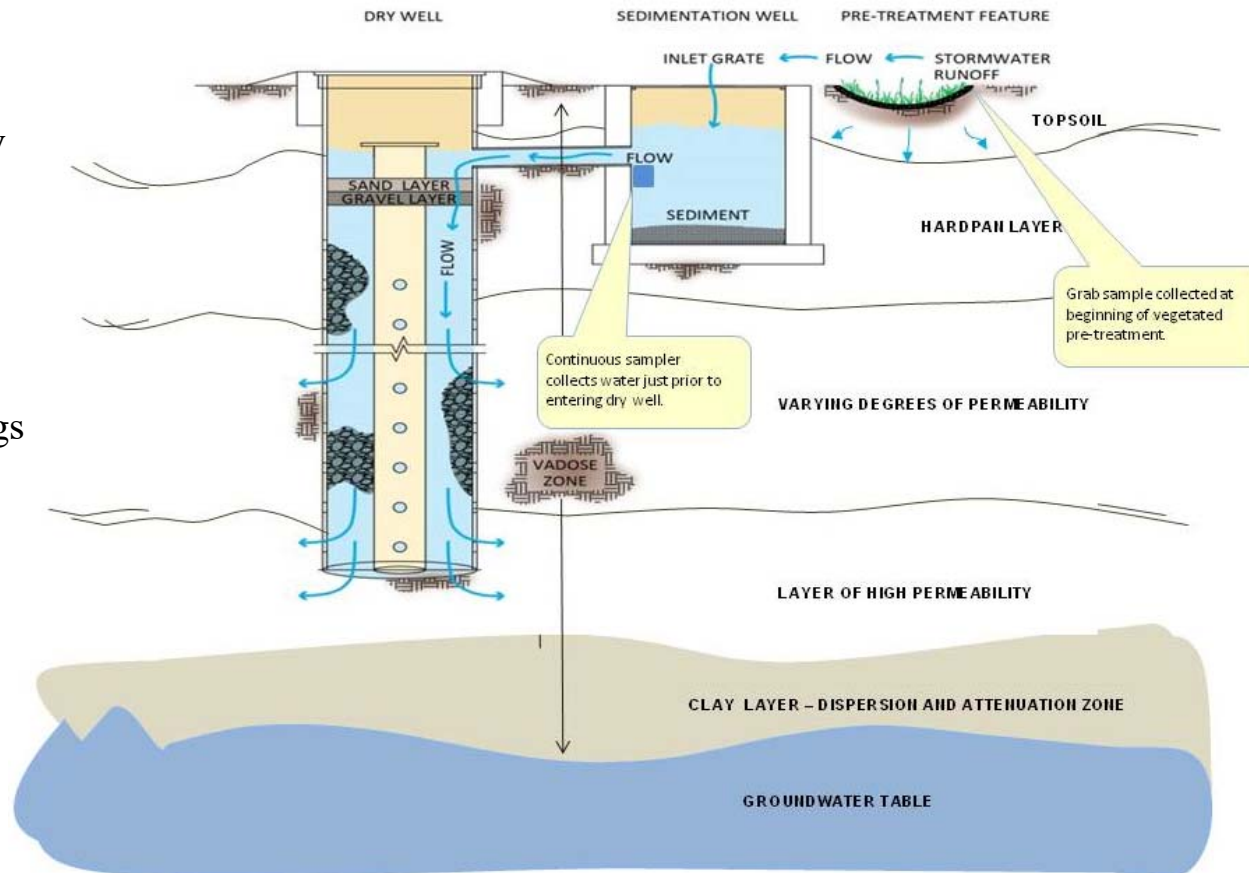 DRY WELL
SEDIMENTATION WELL
PRE-TREATMENT FEATURE
INLET GRATE
FLOW
STORMWATER
RUNOFF
TOPSOIL
y
FLOW
SAND LAYER
GRAVEL LAYER
SEDIMENT
HARDPAN LAYER
FLOW
Grab sample collected at
beginning of vegetated
pre-treatment.
Continuous sampler
collects water just prior to
entering dry well.
VARYING DEGREES OF PERMEABILITY
gs
VADOSE
ZONE
LAYER OF HIGH PERMEABILITY
CLAY LAYER – DISPERSION AND ATTENUATION ZONE
GROUNDWATER TABLE